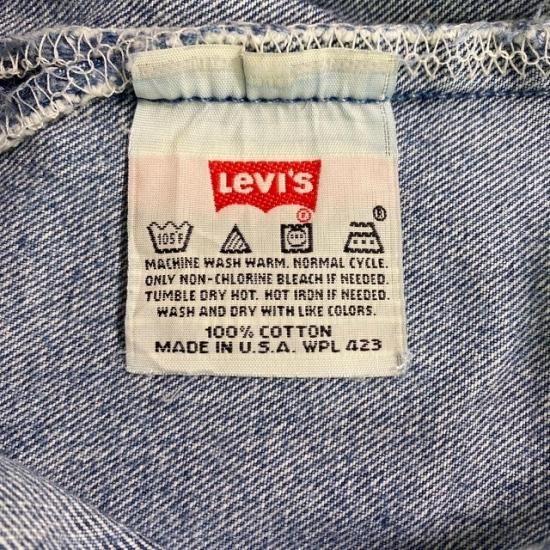 Levi's
®
®
105F
MACHINE WASH WARM. NORMAL CYCLE.
ONLY NON-CHLORINE BLEACH IF NEEDED.
TUMBLE DRY HOT. HOT IRON IF NEEDED.
WASH AND DRY WITH LIKE COLORS.
100% COTTON
MADE IN U.S.A. WPL 423